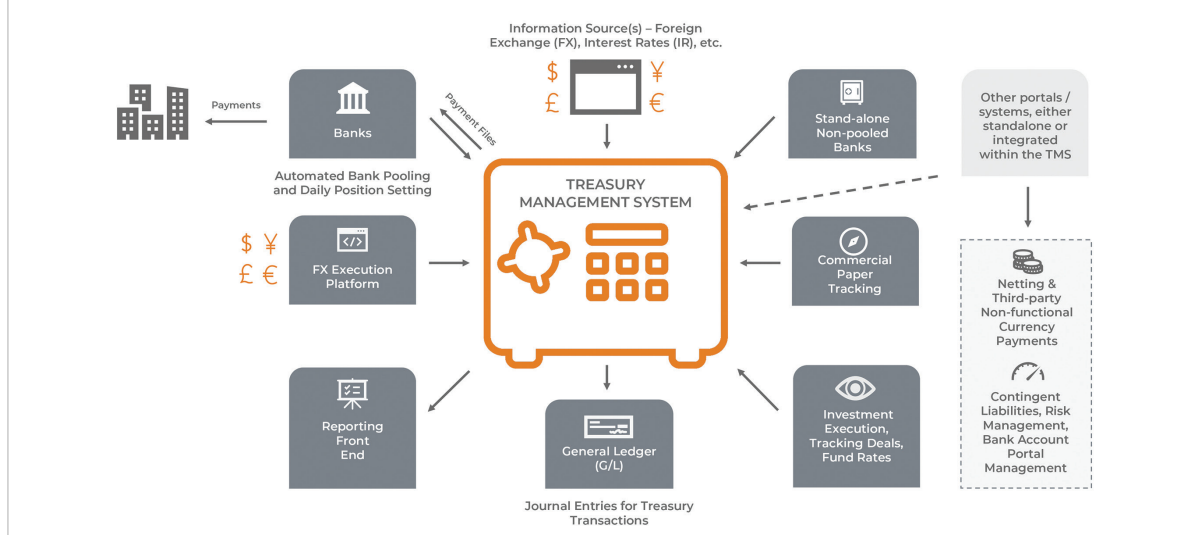 Information Source(s) – Foreign
Exchange (FX), Interest Rates (IR), etc.
$ ¥
£ €
Payments
Banks
Payment Files
Automated Bank Pooling
and Daily Position Setting
Stand-alone
Non-pooled
Banks
Other portals /
systems, either
standalone or
integrated
within the TMS
TREASURY
MANAGEMENT SYSTEM
$ ¥
£ €
</>
FX Execution
Platform
Commercial
Paper
Tracking
Netting &
Third-party
Non-functional
Currency
Payments
Contingent
Liabilities, Risk
Management,
Bank Account
Portal
Management
Reporting
Front
End
General Ledger
(G/L)
Journal Entries for Treasury
Transactions
Investment
Execution,
Tracking Deals,
Fund Rates